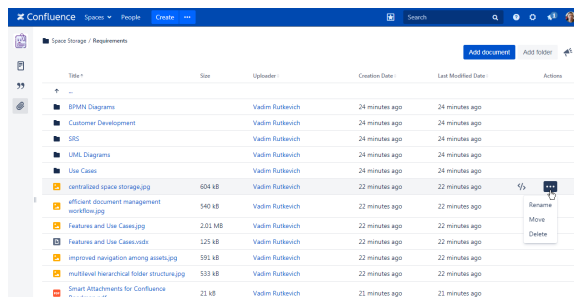 Confluence Spaces People Create ••• Search
Space Storage / Requirements
Add document Add folder
Title Size Uploader Creation Date Last Modified Date Actions
..
BPMN Diagrams Vadim Rutkevich 24 minutes ago 24 minutes ago
Customer Development Vadim Rutkevich 24 minutes ago 24 minutes ago
SRS Vadim Rutkevich 24 minutes ago 24 minutes ago
UML Diagrams Vadim Rutkevich 24 minutes ago 24 minutes ago
Use Cases Vadim Rutkevich 24 minutes ago 24 minutes ago
centralized space storage.jpg 604 kB Vadim Rutkevich 22 minutes ago 22 minutes ago
Rename
efficient document management
workflow.jpg 540 kB Vadim Rutkevich 22 minutes ago 22 minutes ago
Move
Features and Use Cases.jpg 2.01 MB Vadim Rutkevich 22 minutes ago 22 minutes ago
Delete
Features and Use Cases.vsdx 125 kB Vadim Rutkevich 22 minutes ago 22 minutes ago
improved navigation among assets.jpg 591 kB Vadim Rutkevich 22 minutes ago 22 minutes ago
multilevel hierarchical folder structure.jpg 533 kB Vadim Rutkevich 22 minutes ago 22 minutes ago
Smart Attachments for Confluence
21 kB Vadim Rutkevich 21 minutes ago 21 minutes ago